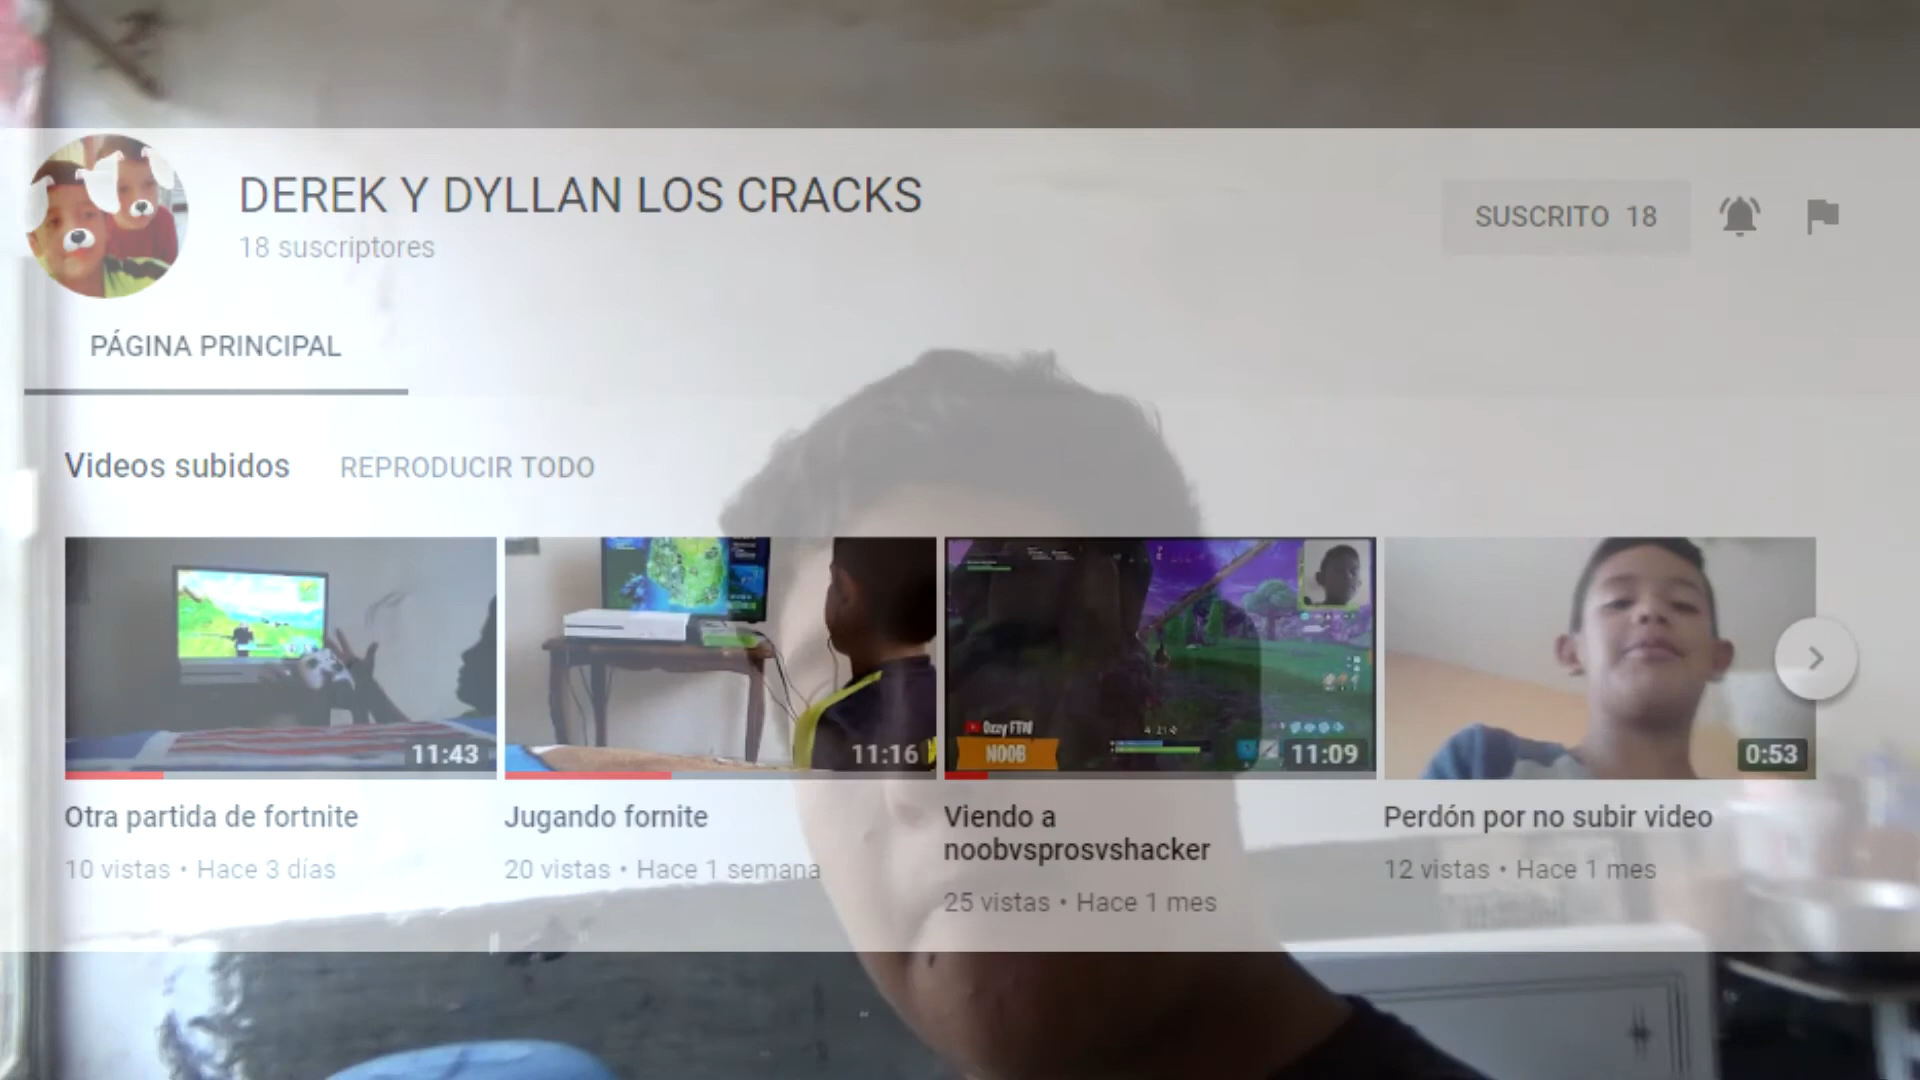 DEREK Y DYLLAN LOS CRACKS
18 suscriptores
SUSCRITO 18
PÁGINA PRINCIPAL
Videos subidos
REPRODUCIR TODO
11:43
11:16
Ozzy FTW
NOOB
11:09
0:53
Otra partida de fortnite
10 vistas • Hace 3 días
Jugando fornite
20 vistas • Hace 1 semana
Viendo a
noobvsprosvshacker
25 vistas • Hace 1 mes
Perdón por no subir video
12 vistas • Hace 1 mes